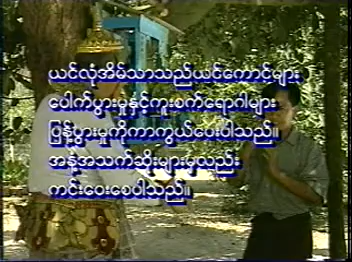 ယင်လုံအိမ်သာသည်ယင်ကောင်များ
ပေါက်ပွားမှုနှင့်ကူးစက်ရောဂါများ
ပြန့်ပွားမှုကိုကာကွယ်ပေးပါသည်။
အနံ့အသက်ဆိုးများမှလည်း
ကင်းဝေးစေပါသည်။